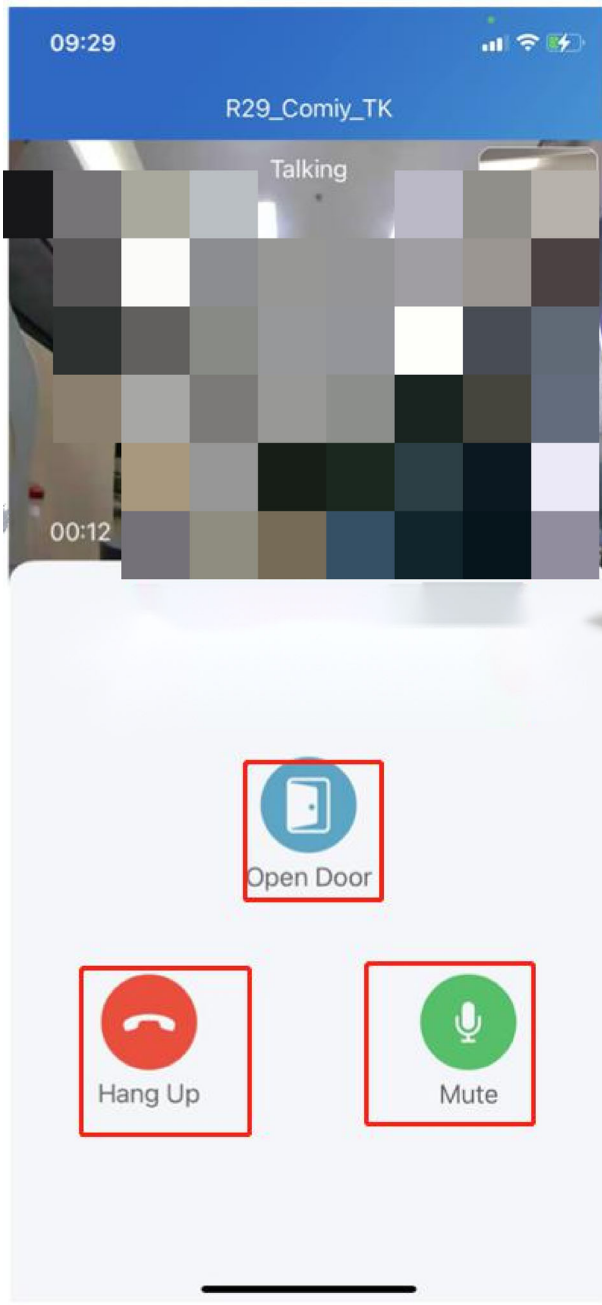 09:29
R29_Comiy_TK
Talking
00:12
Open Door
Hang Up
Mute